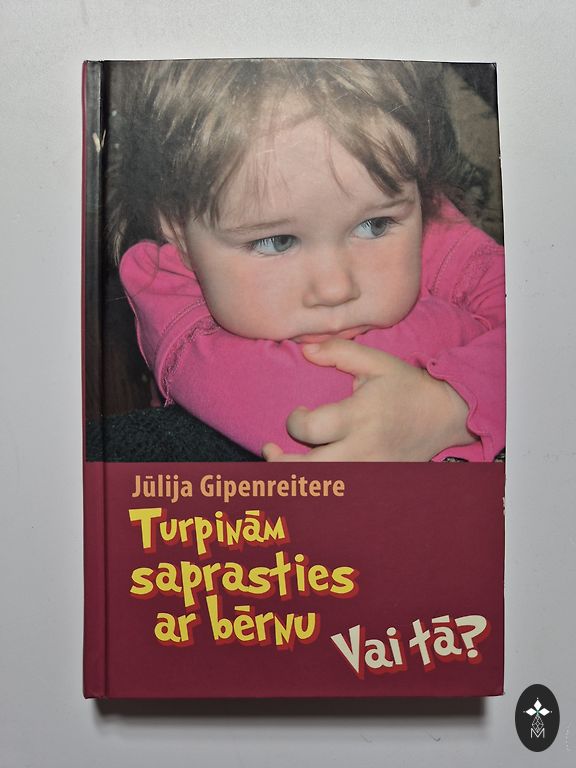 Jūlija Gipenreitere
Turpinām
saprasties
ar bērnu
Vai tā?
M